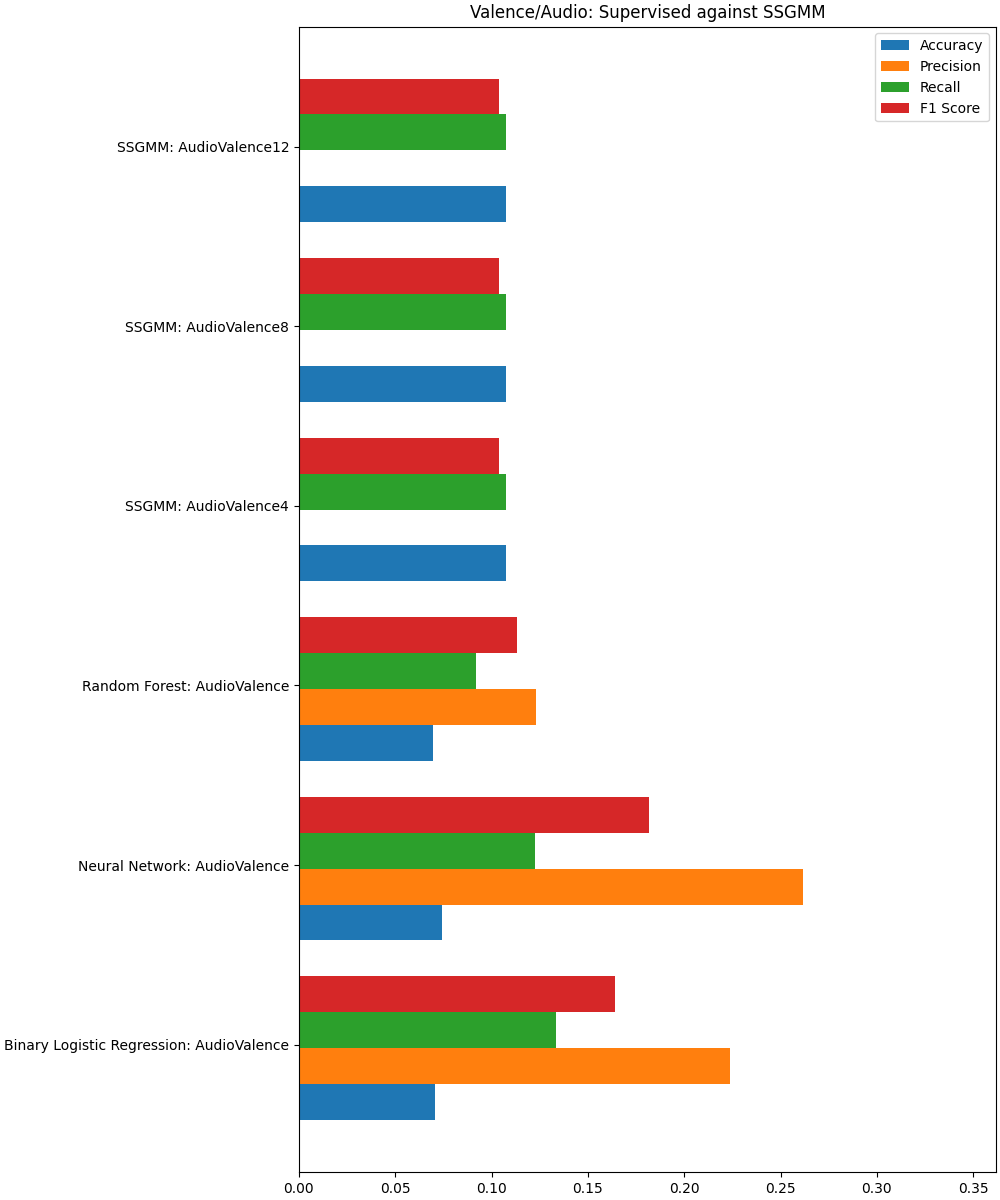 Valence/Audio: Supervised against SSGMM
Accuracy
Precision
Recall
F1 Score
SSGMM: AudioValence12
SSGMM: AudioValence8
SSGMM: AudioValence4
Random Forest: AudioValence
Neural Network: AudioValence
Binary Logistic Regression: AudioValence
0.00 0.05 0.10 0.15 0.20 0.25 0.30 0.35